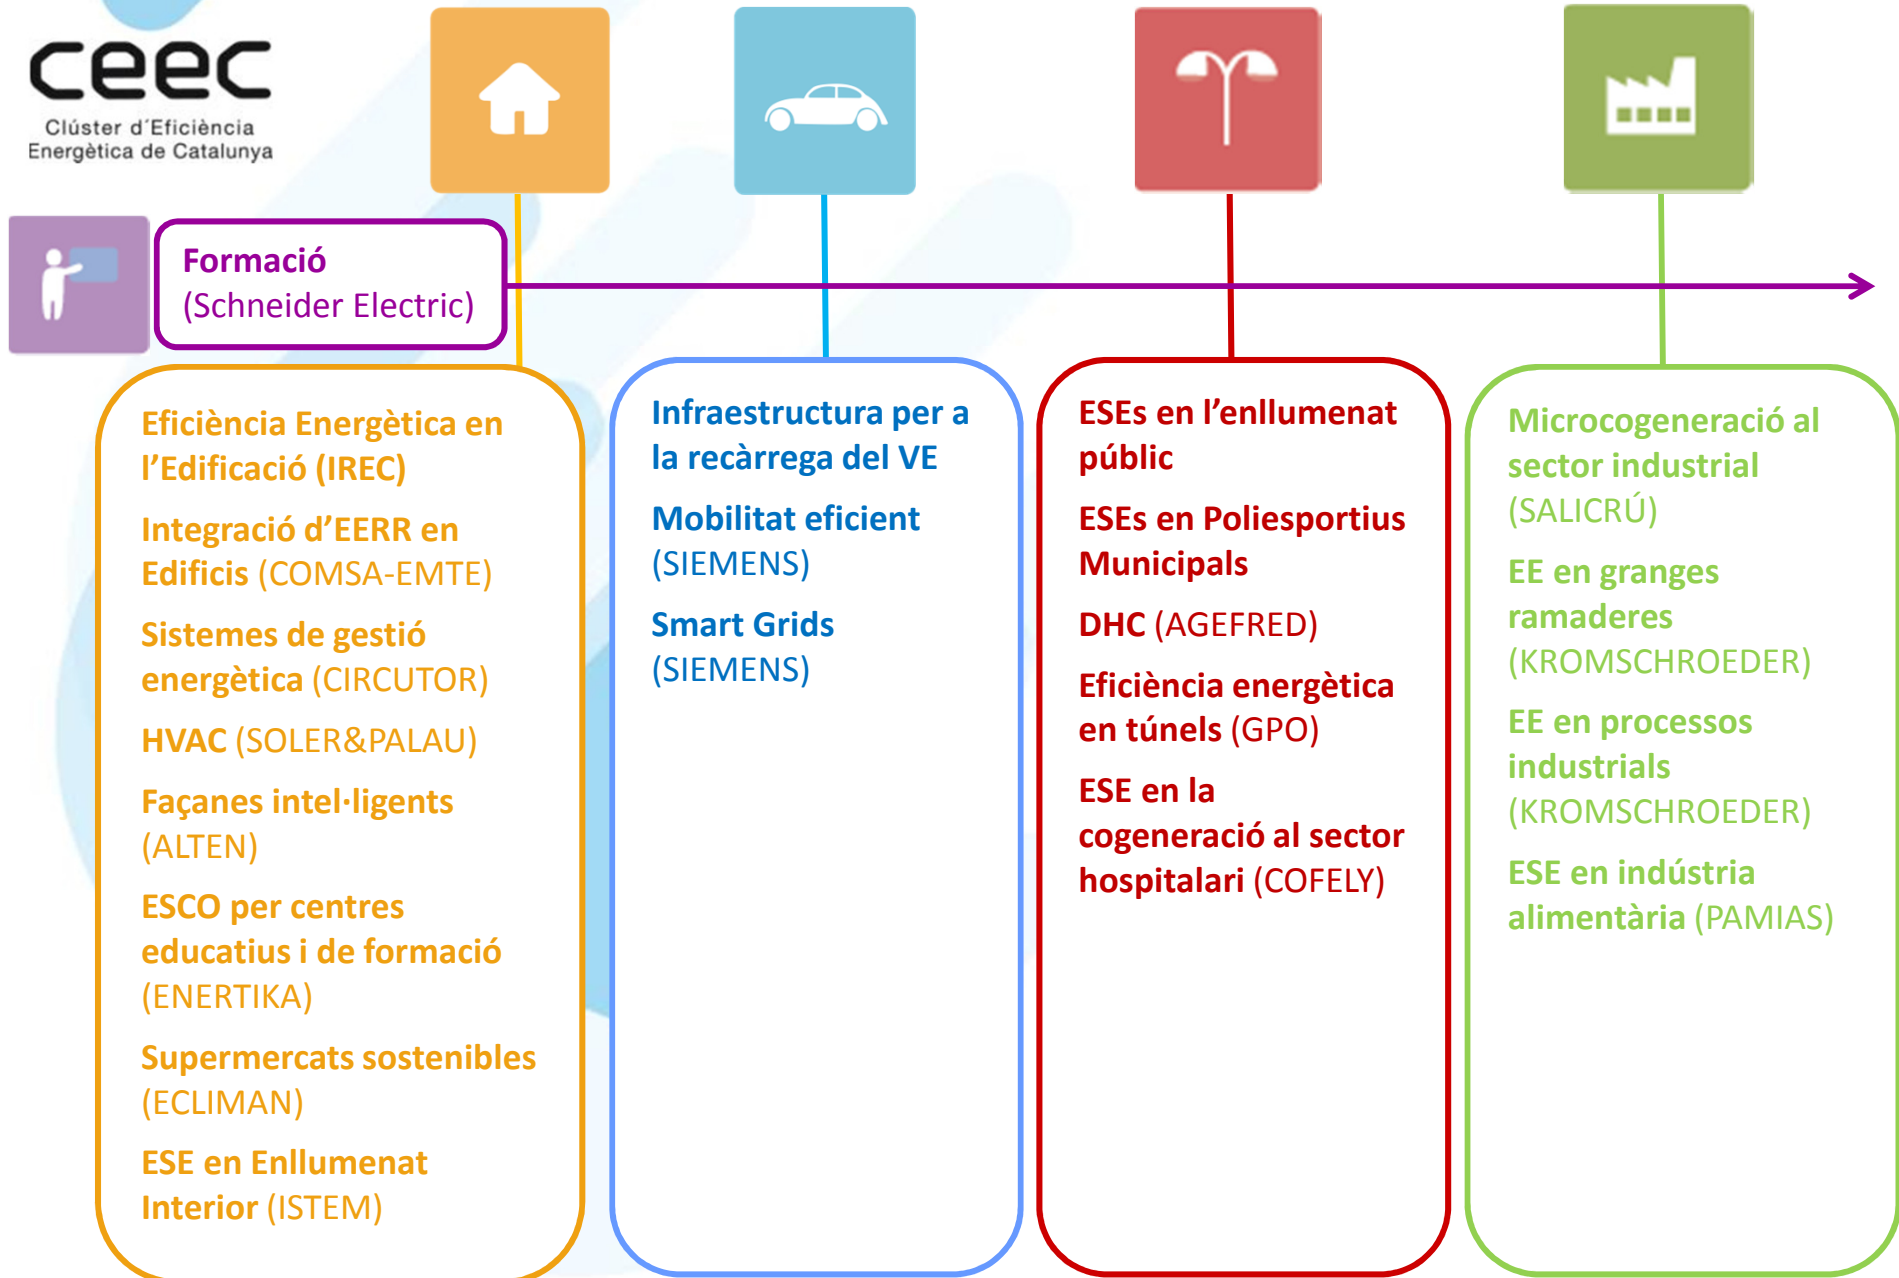 ceec
Clúster d´Eficiència
Energètica de Catalunya
Formació
(Schneider Electric)
Eficiència Energètica en
l’Edificació (IREC)
Integració d’EERR en
Edificis (COMSA-EMTE)
Sistemes de gestió
energètica (CIRCUTOR)
HVAC (SOLER&PALAU)
Façanes intel·ligents
(ALTEN)
ESCO per centres
educatius i de formació
(ENERTIKA)
Supermercats sostenibles
(ECLIMAN)
ESE en Enllumenat
Interior (ISTEM)
Infraestructura per a
la recàrrega del VE
Mobilitat eficient
(SIEMENS)
Smart Grids
(SIEMENS)
ESEs en l’enllumenat
públic
ESEs en Poliesportius
Municipals
DHC (AGEFRED)
Eficiència energètica
en túnels (GPO)
ESE en la
cogeneració al sector
hospitalari (COFELY)
Microcogeneració al
sector industrial
(SALICRÚ)
EE en granges
ramaderes
(KROMSCHROEDER)
EE en processos
industrials
(KROMSCHROEDER)
ESE en indústria
alimentària (PAMIAS)